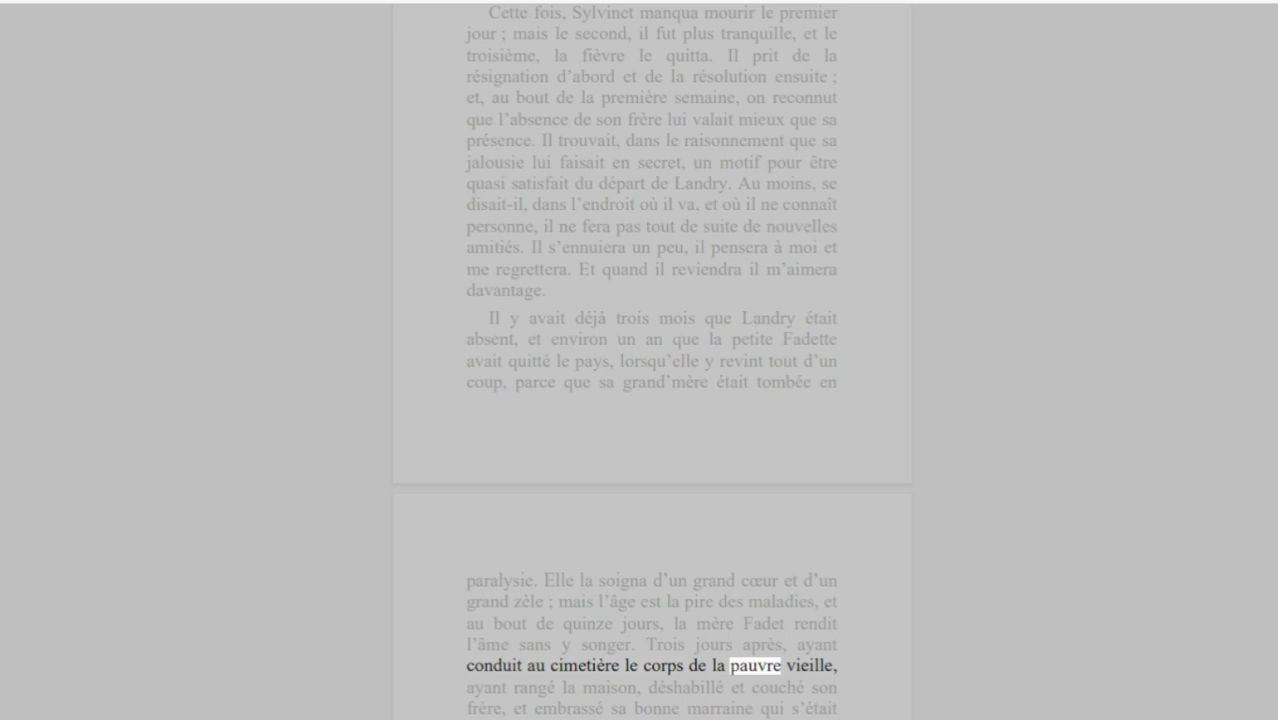 Cette fois, Sylvinet manqua mourir le premier
jour ; mais le second, il fut plus tranquille, et le
troisième, la fièvre le quitta. Il prit de la
résignation d’abord et de la résolution ensuite ;
et, au bout de la première semaine, on reconnut
que l’absence de son frère lui valait mieux que sa
présence. Il trouvait, dans le raisonnement que sa
jalousie lui faisait en secret, un motif pour être
quasi satisfait du départ de Landry. Au moins, se
disait-il, dans l’endroit où il va, et où il ne connaît
personne, il ne fera pas tout de suite de nouvelles
amitiés. Il s’ennuiera un peu, il pensera à moi et
me regrettera. Et quand il reviendra il m’aimera
davantage.
Il y avait déjà trois mois que Landry était
absent, et environ un an que la petite Fadette
avait quitté le pays, lorsqu’elle y revint tout d’un
coup, parce que sa grand’mère était tombée en
paralysie. Elle la soigna d’un grand cœur et d’un
grand zèle ; mais l’âge est la pire des maladies, et
au bout de quinze jours, la mère Fadet rendit
l’âme sans y songer. Trois jours après, ayant
conduit au cimetière le corps de la pauvre vieille,
ayant rangé la maison, déshabillé et couché son
frère, et embrassé sa bonne marraine qui s’était